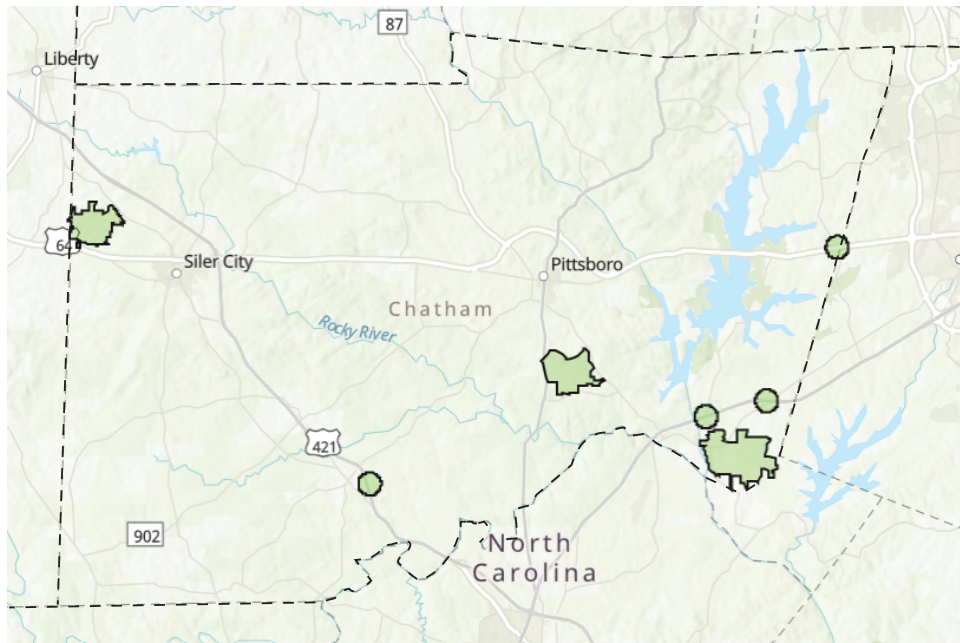 87
Liberty
64
Siler City
Pittsboro
Chatham
Rocky River
421
902
North
Carolina